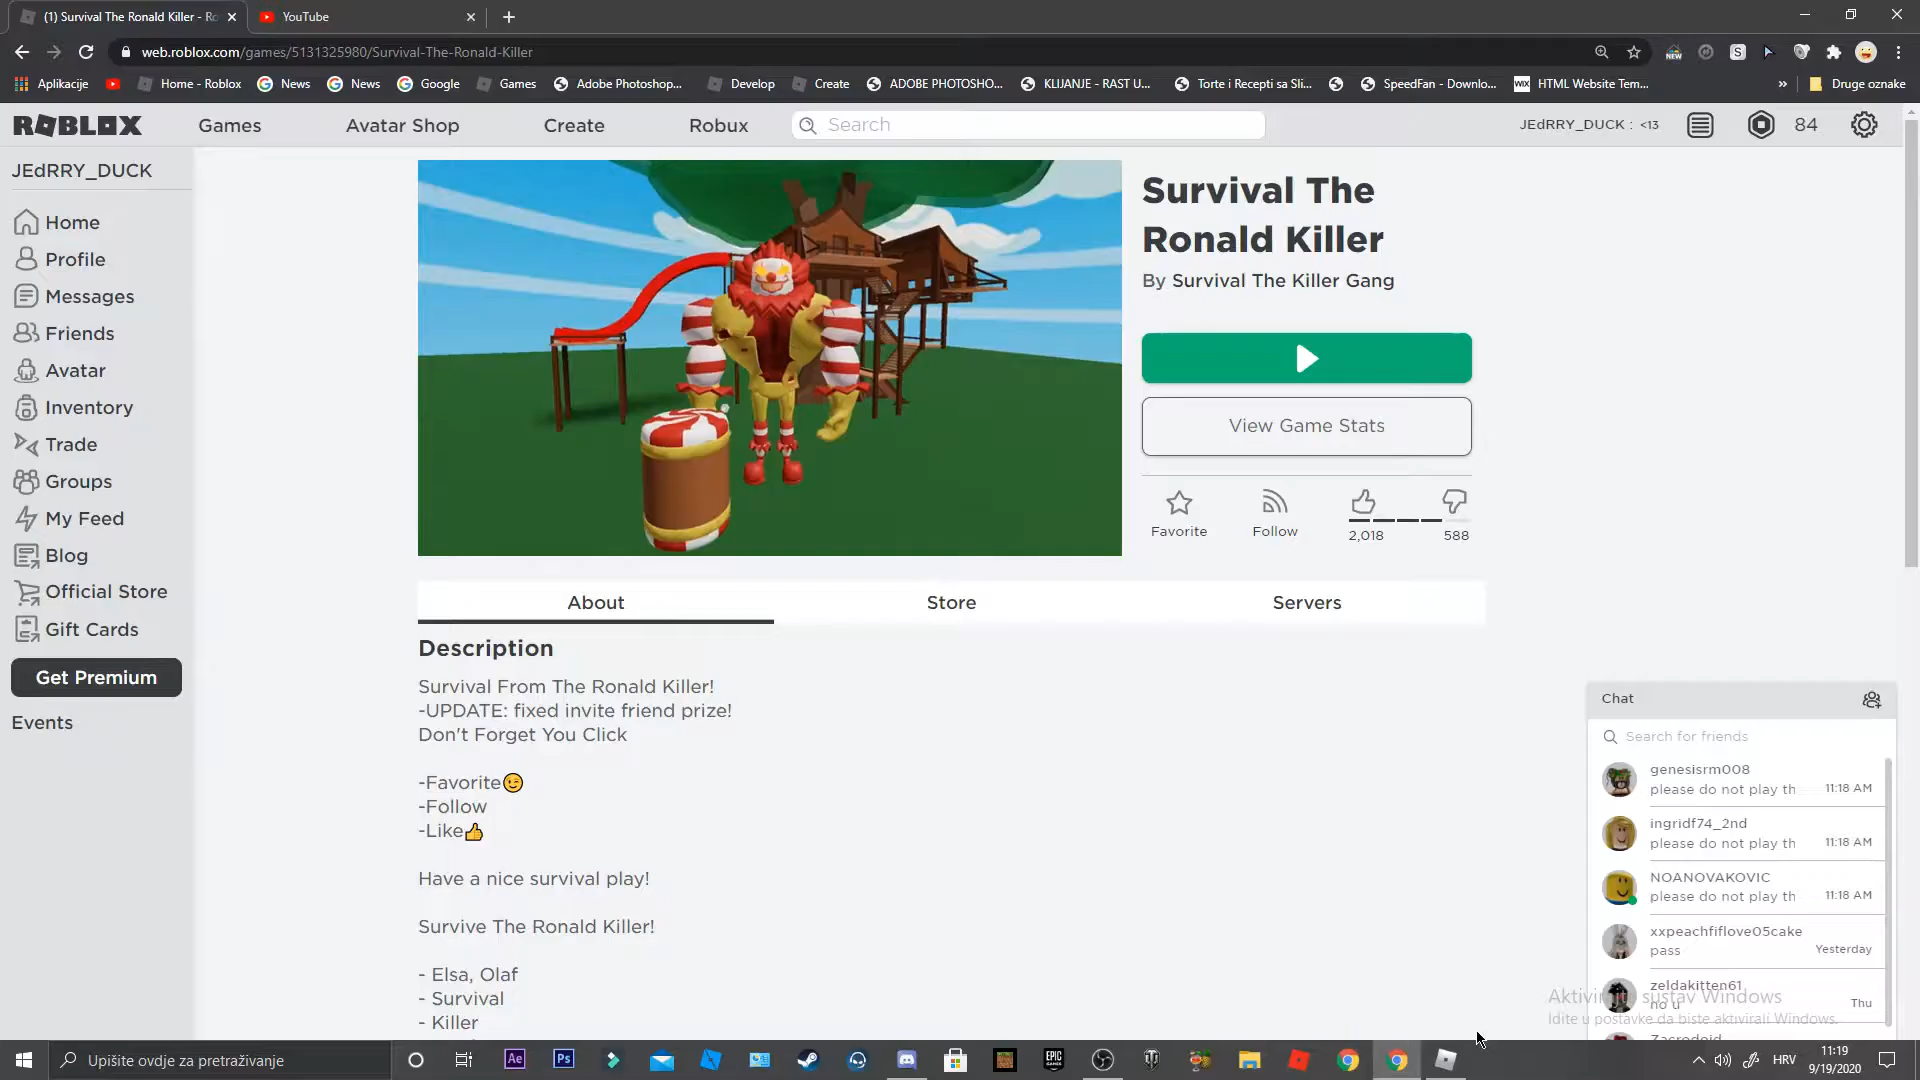 (1) Survival The Ronald Killer - Ro
YouTube
web.roblox.com/games/5131325980/Survival-The-Ronald-Killer
Aplikacije
Home - Roblox
News
News
Google
Games
Adobe Photoshop...
Develop
Create
ADOBE PHOTOSHO...
KLIJANJE - RAST U...
Torte i Recepti sa Sli...
SpeedFan - Downlo...
WIX HTML Website Tem...
Druge oznake
ROBLOX
Games
Avatar Shop
Create
Robux
Search
JEdRRY_DUCK : <13
84
JEdRRY_DUCK
Home
Profile
Messages
Friends
Avatar
Inventory
Trade
Groups
My Feed
Blog
Official Store
Gift Cards
Get Premium
Events
Survival The
Ronald Killer
By Survival The Killer Gang
View Game Stats
Favorite
Follow
2,018
588
About
Store
Servers
Description
Survival From The Ronald Killer!
-UPDATE: fixed invite friend prize!
Don't Forget You Click
-Favorite😉
-Follow
-Like👍
Have a nice survival play!
Survive The Ronald Killer!
- Elsa, Olaf
- Survival
- Killer
Chat
Search for friends
genesisrm008
please do not play th 11:18 AM
ingridf74_2nd
please do not play th 11:18 AM
NOANOVAKOVIC
please do not play th 11:18 AM
xxpeachfiflove05cake
pass Yesterday
zeldakitten61
no u Thu
sustav Windows
Idite u postavke da biste aktivirali Windows.
Upišite ovdje za pretraživanje
Ae
Ps
EPIC GAMES
HRV
11:19
9/19/2020